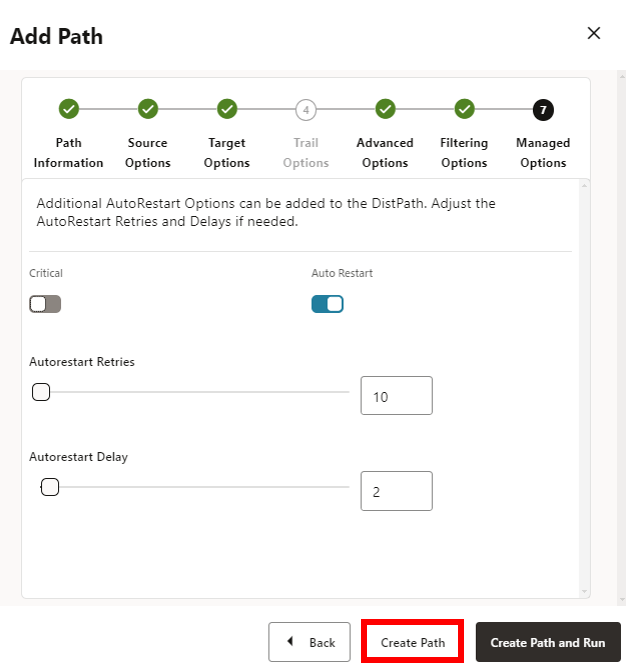 Add Path
4
7
Path Information
Source Options
Target Options
Trail Options
Advanced Options
Filtering Options
Managed Options
Additional AutoRestart Options can be added to the DistPath. Adjust the
AutoRestart Retries and Delays if needed.
Critical
Auto Restart
Autorestart Retries
10
Autorestart Delay
2
Back
Create Path
Create Path and Run